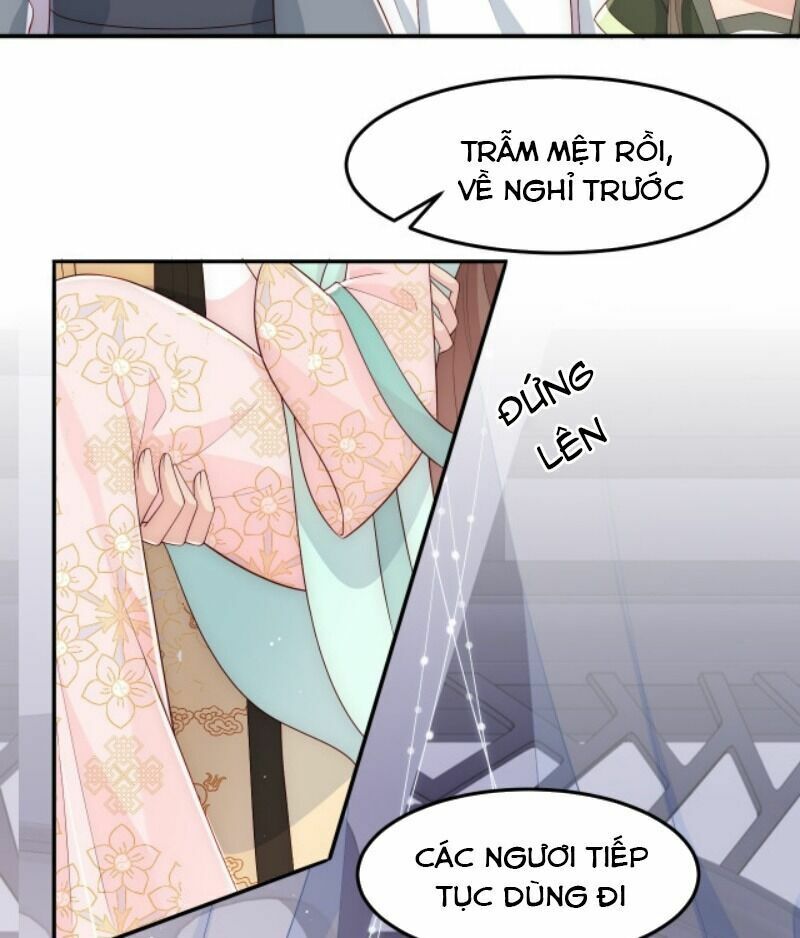 TRẪM MỆT RỒI,
VỀ NGHỈ TRƯỚC
ĐỨNG
LÊN
CÁC NGƯƠI TIẾP
TỤC DÙNG ĐI